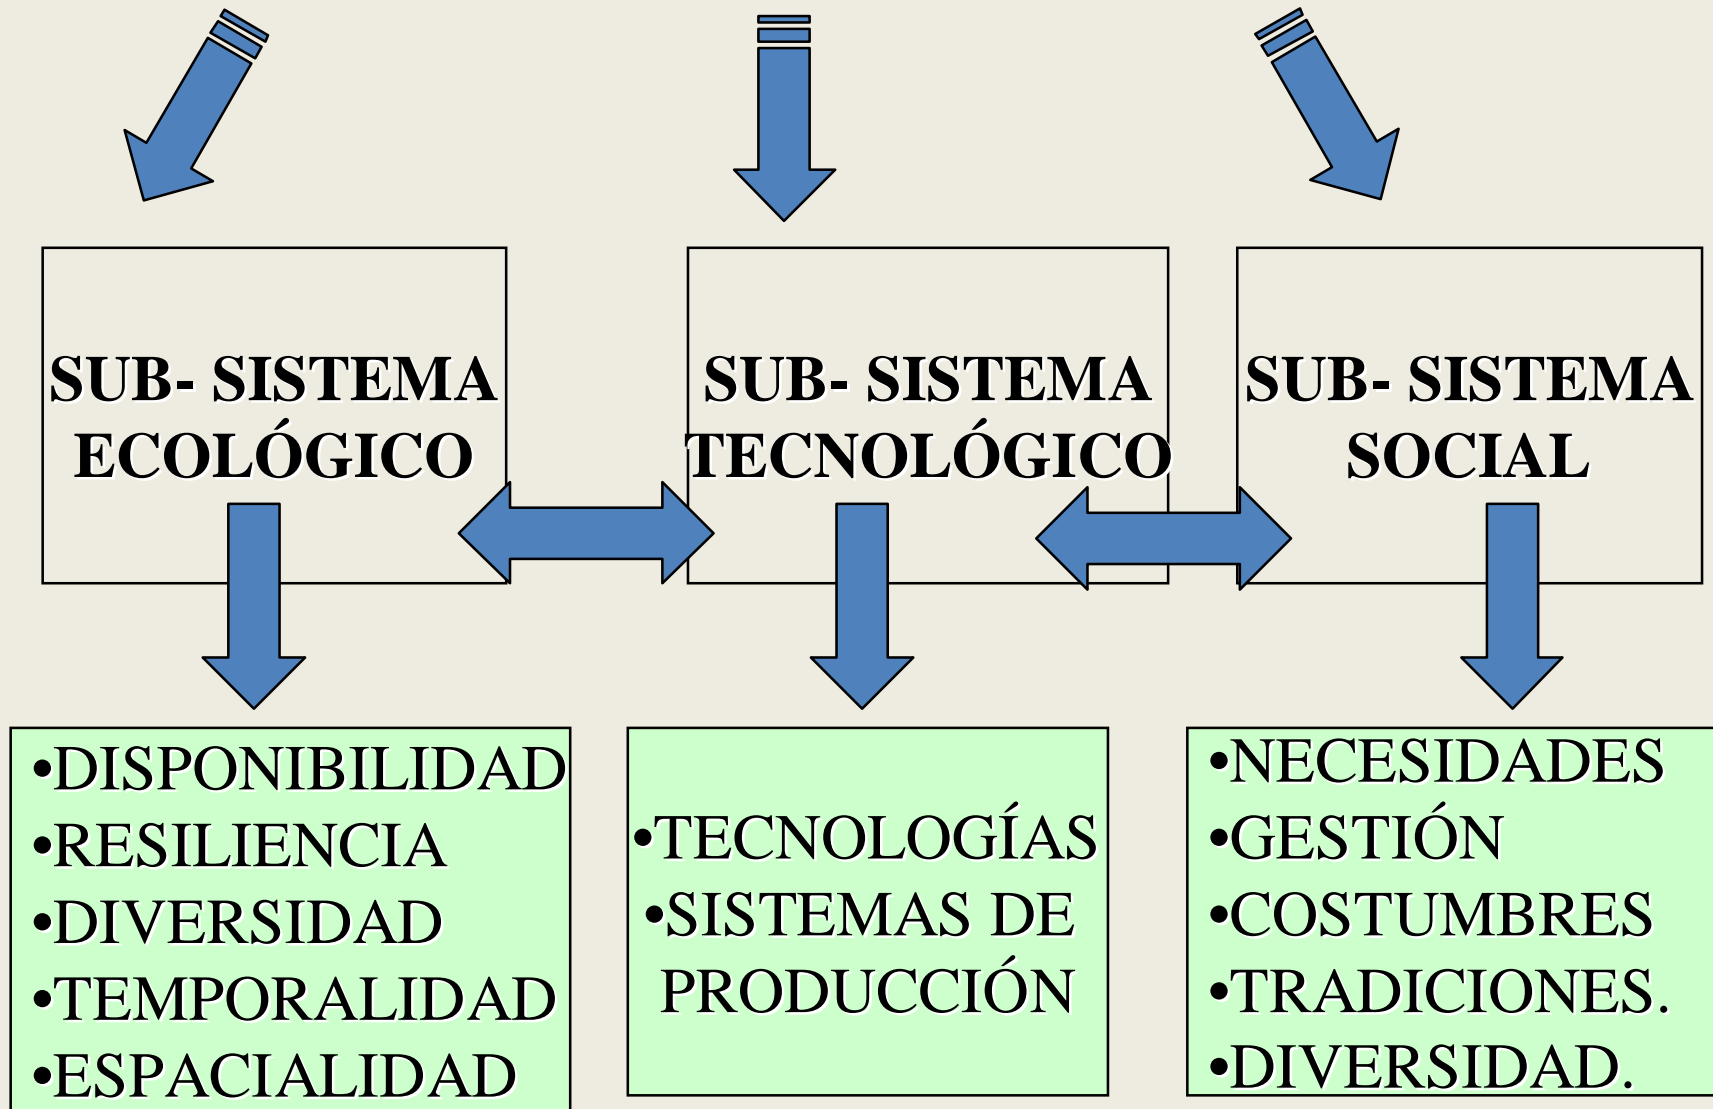 SUB- SISTEMA
ECOLÓGICO
SUB- SISTEMA
TECNOLÓGICO
SUB- SISTEMA
SOCIAL
•DISPONIBILIDAD
•RESILIENCIA
•DIVERSIDAD
•TEMPORALIDAD
•ESPACIALIDAD
•TECNOLOGÍAS
•SISTEMAS DE
PRODUCCIÓN
•NECESIDADES
•GESTIÓN
•COSTUMBRES
•TRADICIONES.
•DIVERSIDAD.